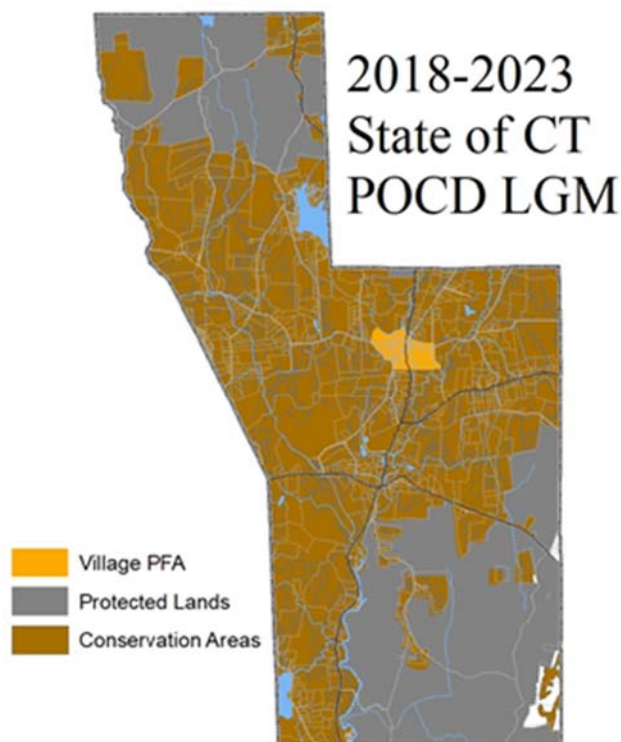 2018-2023
State of CT
POCD LGM
Village PFA
Protected Lands
Conservation Areas